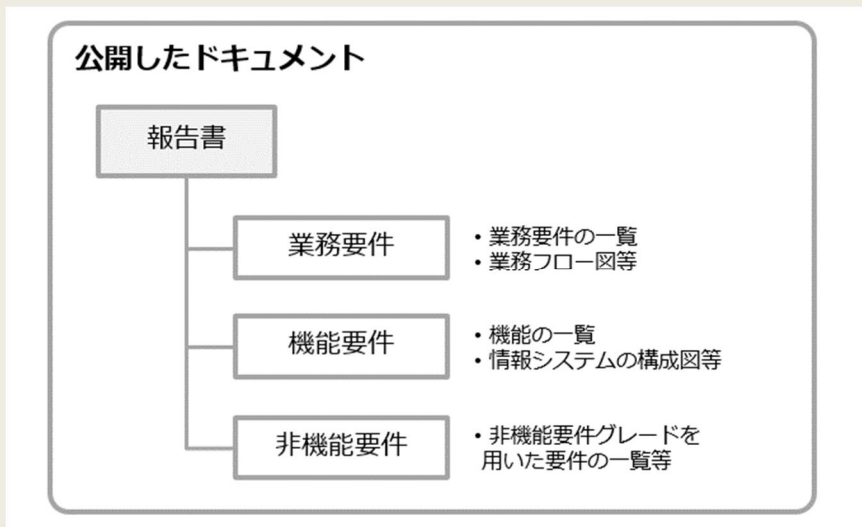 公開したドキュメント
報告書
業務要件
・業務要件の一覧
・業務フロー図等
機能要件
・機能の一覧
・情報システムの構成図等
非機能要件
・非機能要件グレードを
用いた要件の一覧等